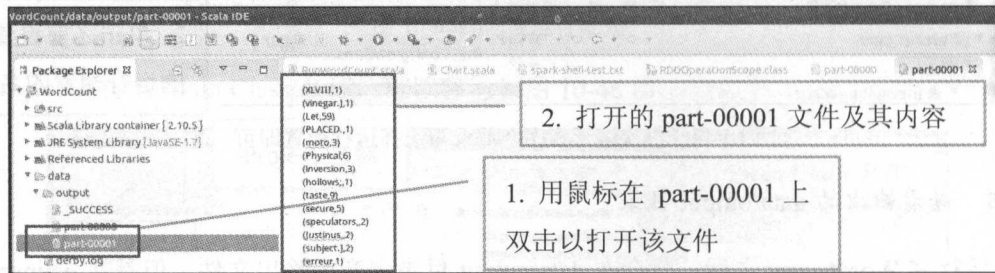 WordCount/data/output/part-00001 - Scala IDE
Package Explorer
RunWordCount.scala
Chvrt.scala
spark-shell-test.txt
RDDOperationScope.class
part-00000
part-00001
WordCount
src
Scala Library container [ 2.10.5 ]
JRE System Library [JavaSE-1.7]
Referenced Libraries
data
output
_SUCCESS
part-00000
part-00001
derby.log
(XLVIII,1)
(vinegar.],1)
(Let,59)
(PLACED.,1)
(moto,3)
(Physical,6)
(Inversion,3)
(hollows;,1)
(taste,9)
(secure,5)
(speculators,,2)
(Justinus,,2)
(subject.],2)
(erreur,1)
2. 打开的 part-00001 文件及其内容
1. 用鼠标在 part-00001 上
双击以打开该文件